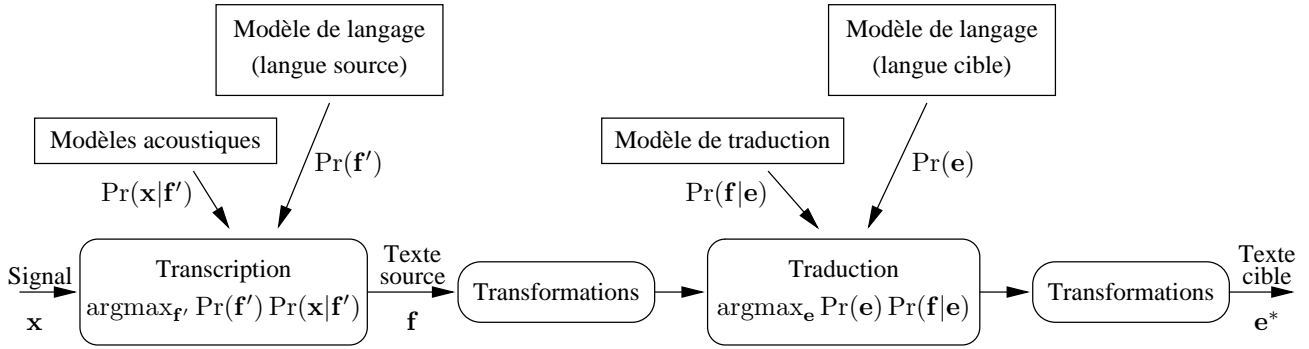 Modèle de langage
(langue source)
Modèle de langage
(langue cible)
Modèles acoustiques
Modèle de traduction
Pr(f′)
Pr(e)
Pr(x|f′)
Pr(f|e)
Signal
x
Transcription
argmax_f′ Pr(f′) Pr(x|f′)
Texte
source
f
Transformations
Traduction
argmax_e Pr(e) Pr(f|e)
Transformations
Texte
cible
e*